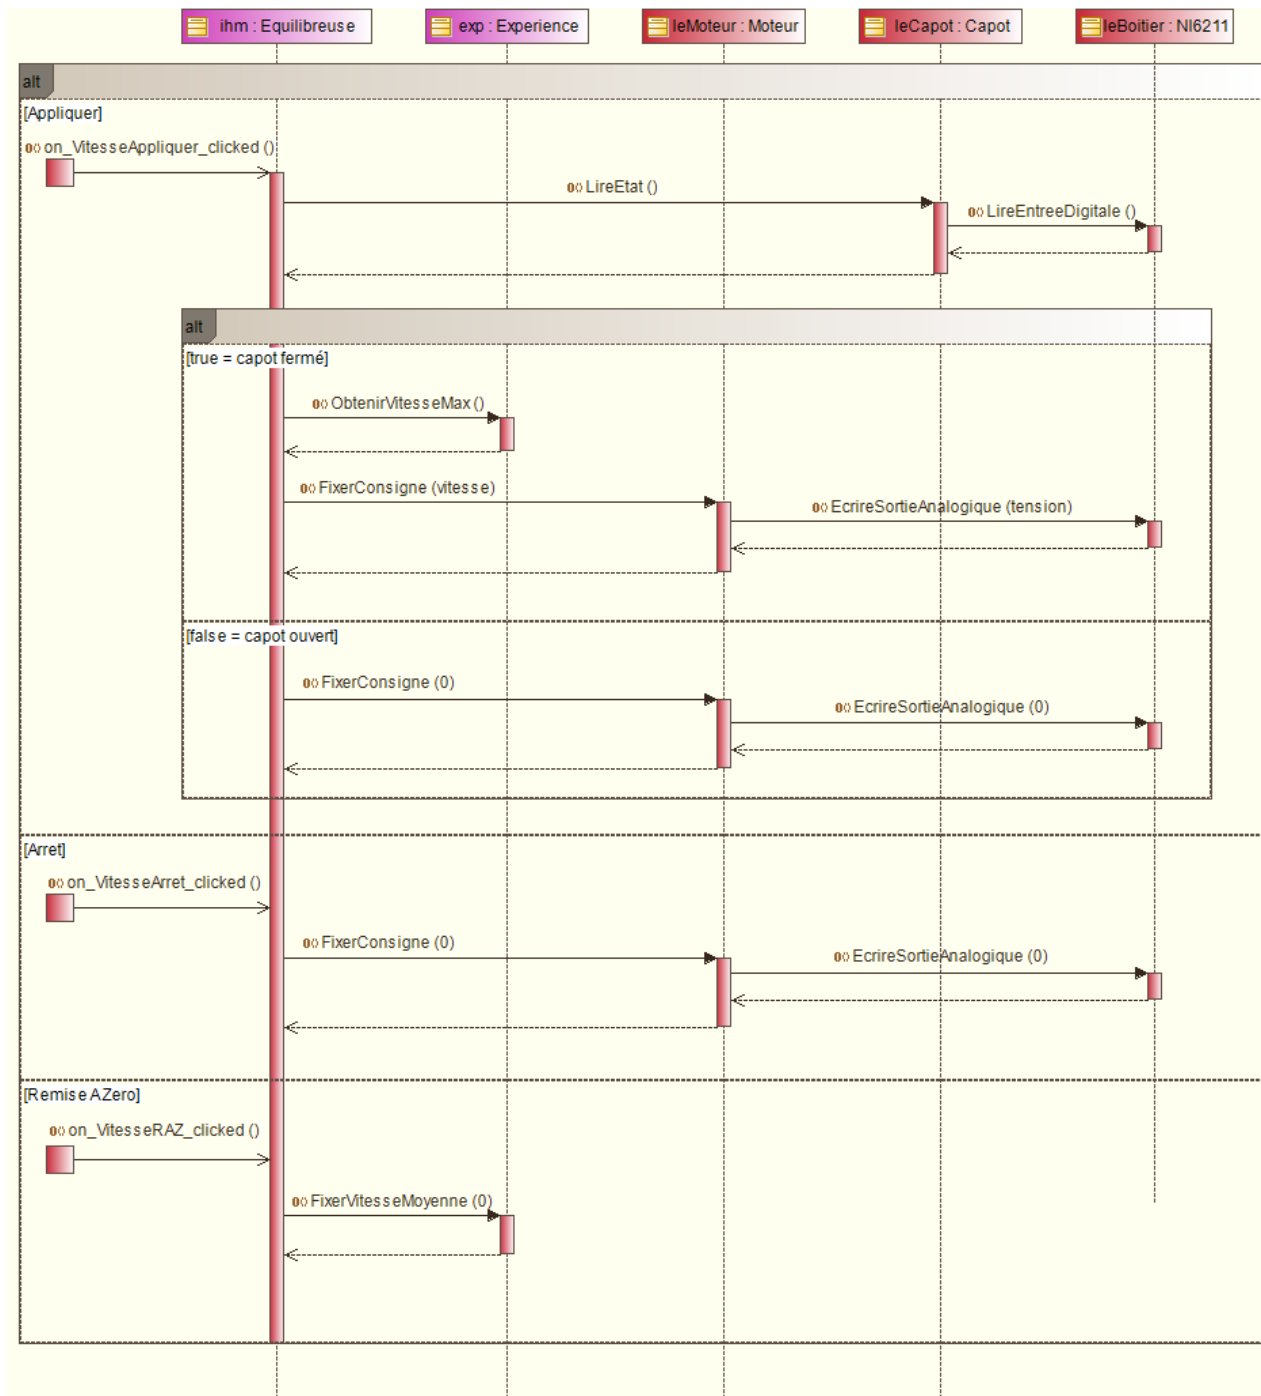 ihm : Equilibreuse
exp : Experience
leMoteur : Moteur
leCapot : Capot
leBoitier : NI6211
alt
[Appliquer]
on_VitesseAppliquer_clicked ()
LireEtat ()
LireEntreeDigitale ()
alt
[true = capot fermé]
ObtenirVitesseMax ()
FixerConsigne (vitesse)
EcrireSortieAnalogique (tension)
[false = capot ouvert]
FixerConsigne (0)
EcrireSortieAnalogique (0)
[Arret]
on_VitesseArret_clicked ()
FixerConsigne (0)
EcrireSortieAnalogique (0)
[Remise AZero]
on_VitesseRAZ_clicked ()
FixerVitesseMoyenne (0)